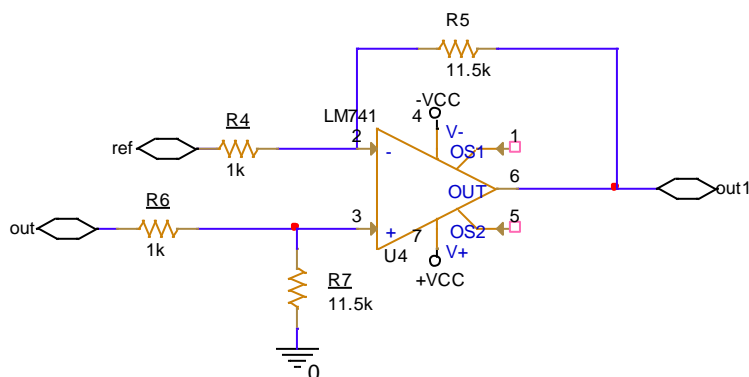 R5
11.5k
-VCC
LM741
4
V-
R4
2
1
ref
-
OS1
1k
6
OUT
out1
R6
3
5
out
+
7
OS2
1k
U4
V+
R7
+VCC
11.5k
0